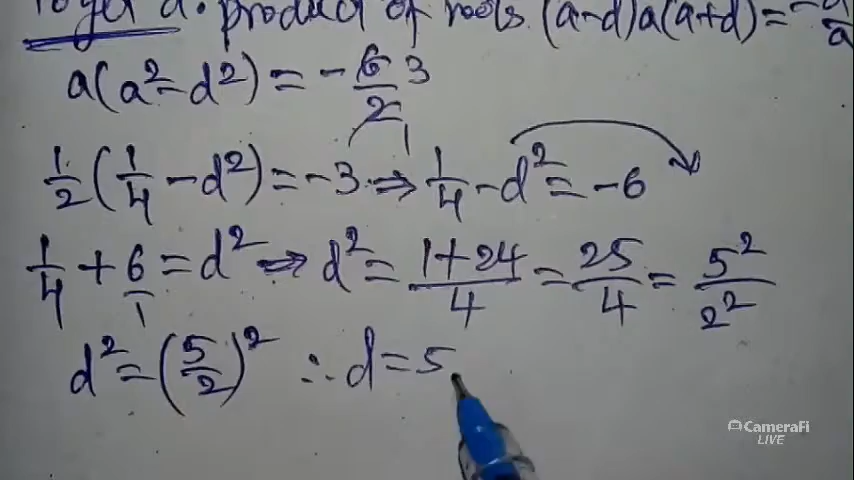 To get d. product of roots (a-d)a(a+d) = -d/a
a(a²-d²) = -6/2 3
1/2(1/4 - d²) = -3 ⇒ 1/4 - d² = -6
1/4 + 6/1 = d² ⇒ d² = 1+24/4 = 25/4 = 5²/2²
d² = (5/2)² ∴ d = 5
CameraFi
LIVE